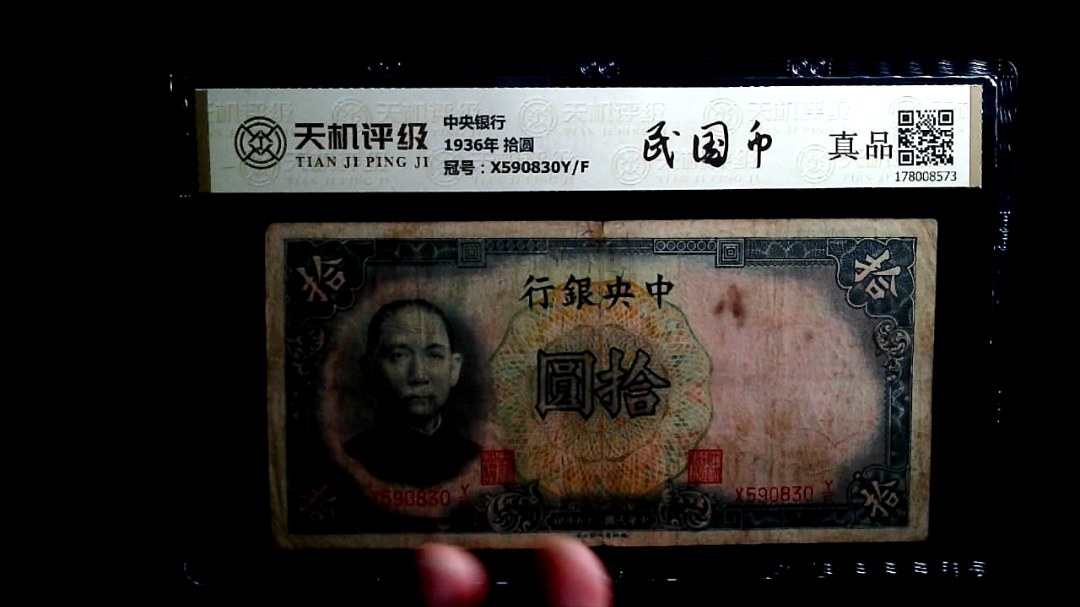 天机评级
TIAN JI PING JI
中央银行
1936年 拾圆
冠号：X590830Y/F
民国币
真品
178008573
拾
拾
中央銀行
拾圓
X590830 Y/F
X590830 Y/F
拾